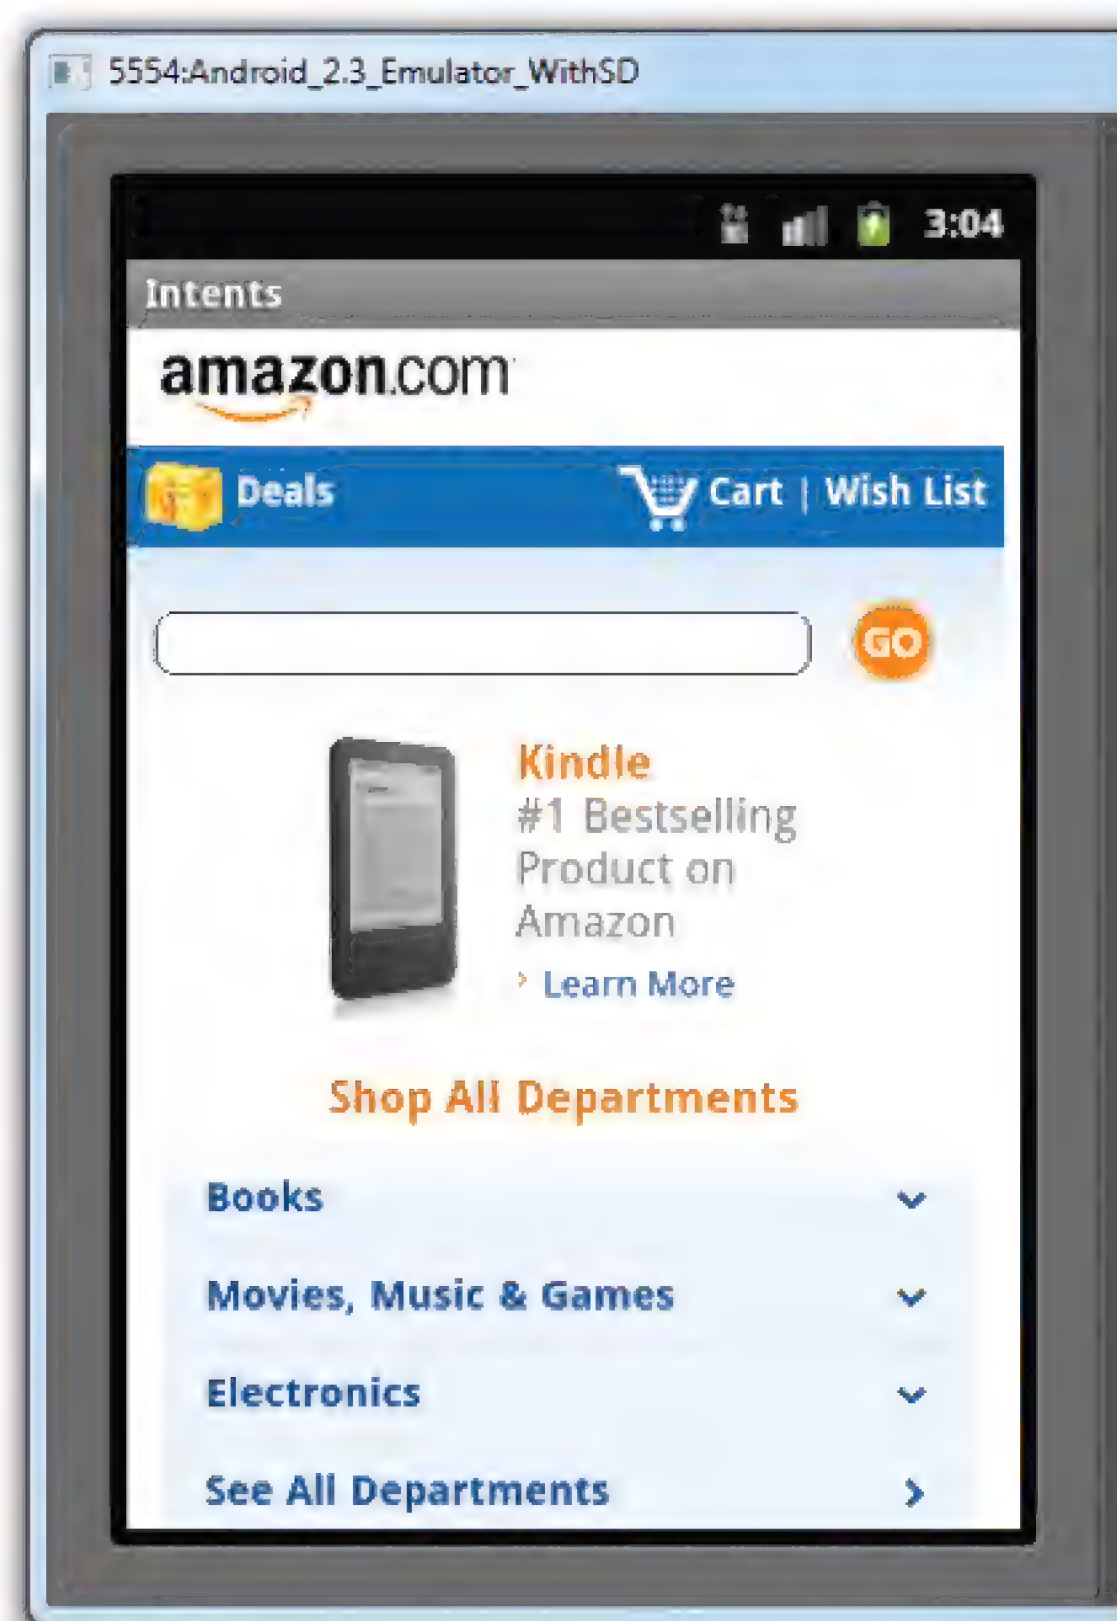 5554:Android_2.3_Emulator_WithSD
3:04
Intents
amazon.com
Deals Cart | Wish List
GO
Kindle
#1 Bestselling
Product on
Amazon
› Learn More
Shop All Departments
Books
Movies, Music & Games
Electronics
See All Departments